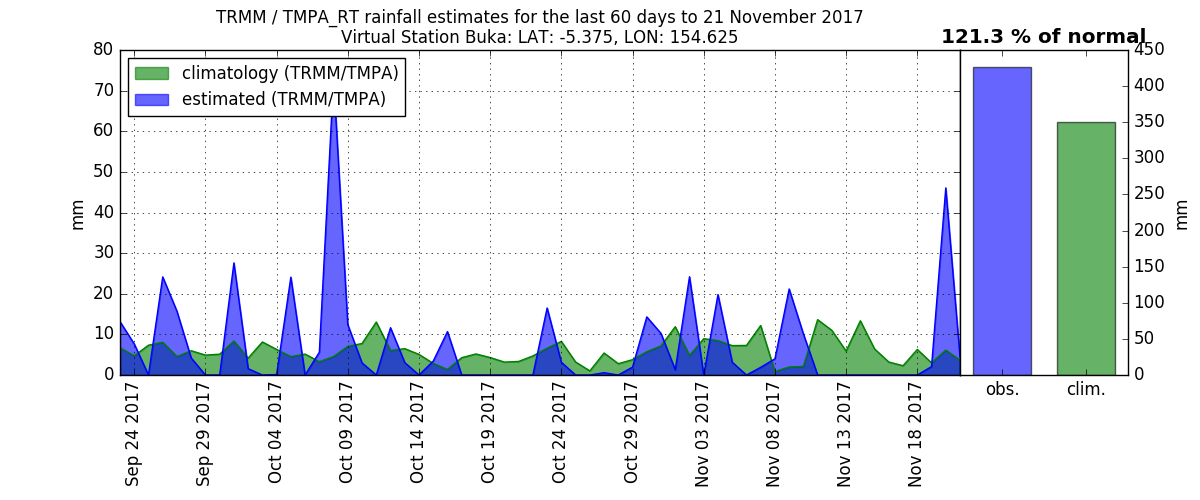 TRMM / TMPA_RT rainfall estimates for the last 60 days to 21 November 2017
Virtual Station Buka: LAT: -5.375, LON: 154.625
121.3 % of normal
climatology (TRMM/TMPA)
estimated (TRMM/TMPA)
80
70
60
50
40
30
20
10
0
mm
Sep 24 2017
Sep 29 2017
Oct 04 2017
Oct 09 2017
Oct 14 2017
Oct 19 2017
Oct 24 2017
Oct 29 2017
Nov 03 2017
Nov 08 2017
Nov 13 2017
Nov 18 2017
450
400
350
300
250
200
150
100
50
0
mm
obs.
clim.